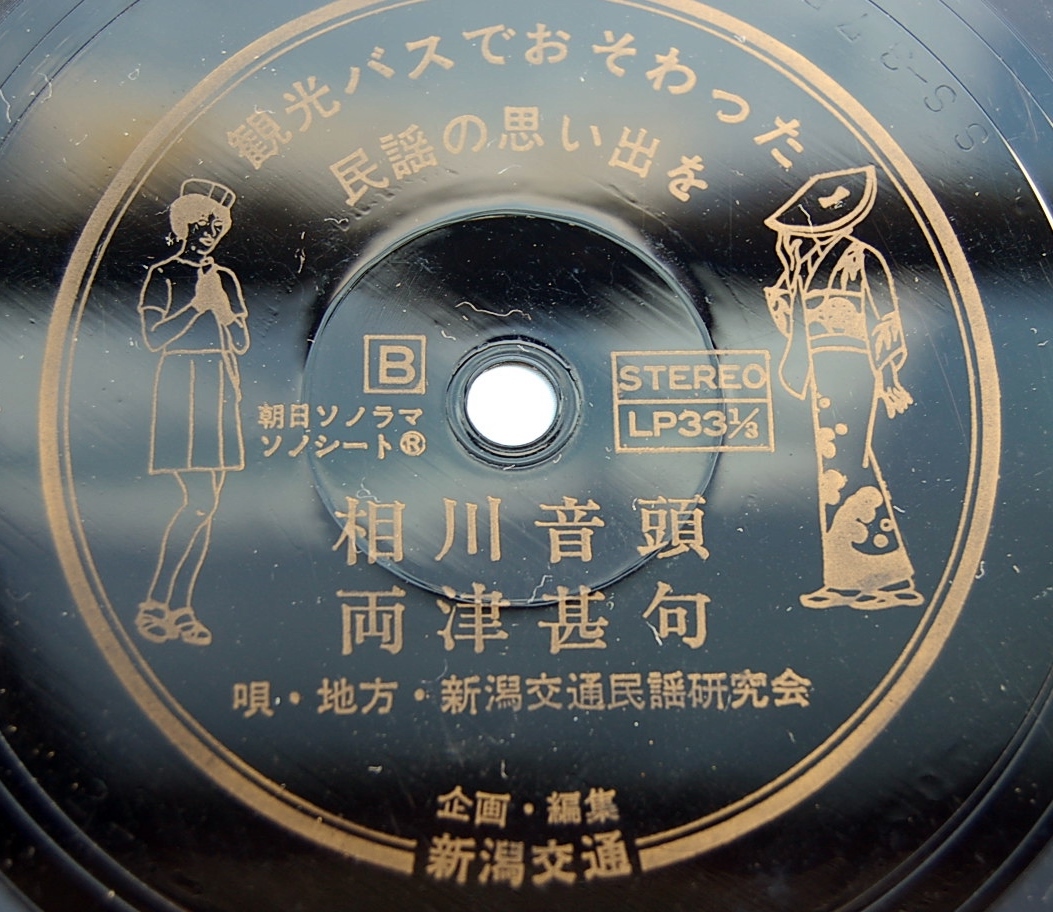 観光バスでおそわった
民謡の思い出を
B
朝日ソノラマ
ソノシート®
STEREO
LP33⅓
相川音頭
両津甚句
唄・地方・新潟交通民謡研究会
企画・編集
新潟交通